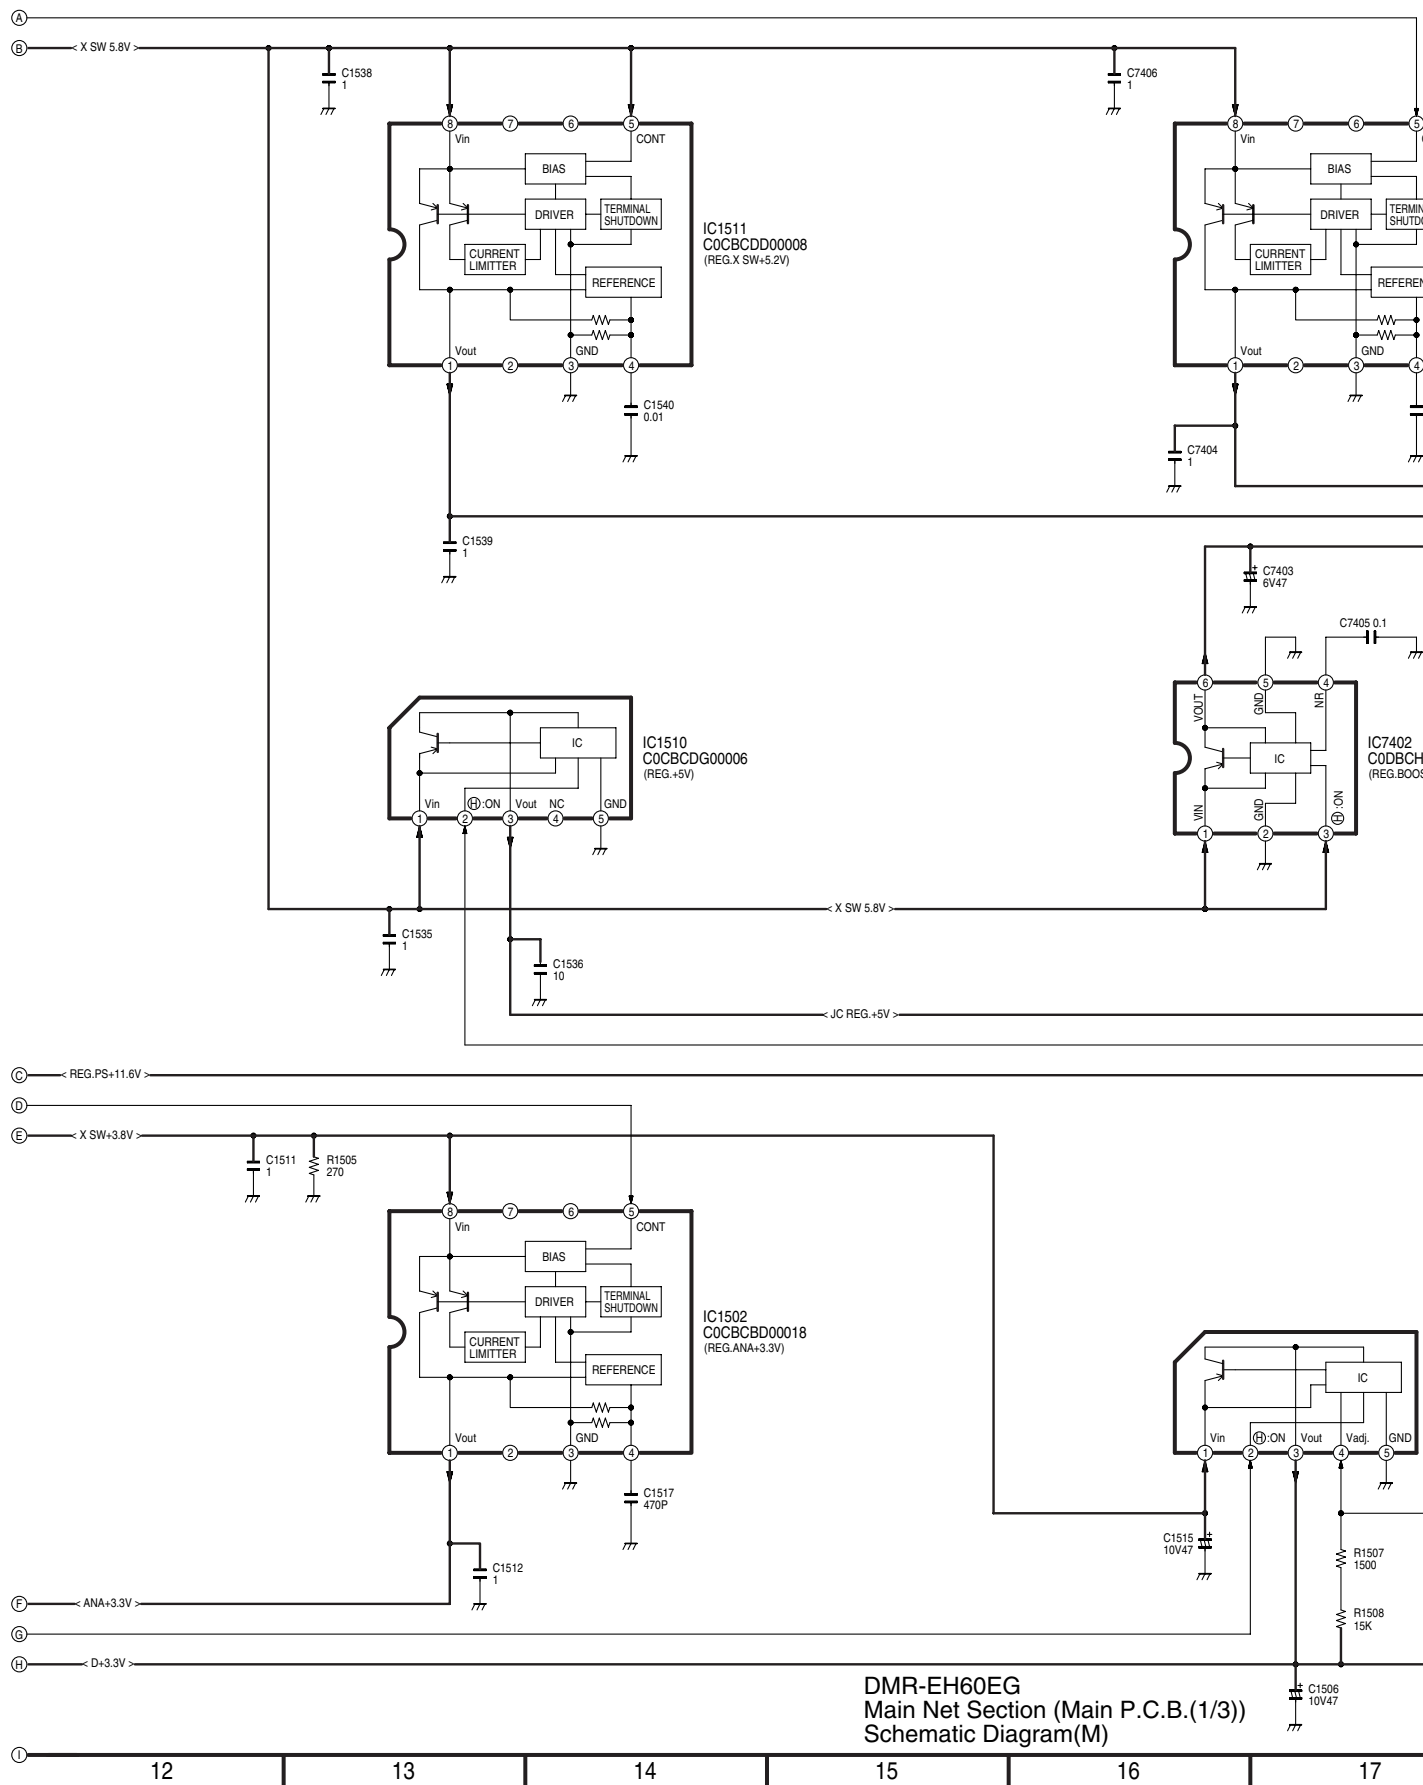 A
B
< X SW 5.8V >
C1538
1
C7406
1
8
7
6
5
Vin
CONT
BIAS
DRIVER
TERMINAL
SHUTDOWN
CURRENT
LIMITTER
REFERENCE
Vout
GND
1
2
3
4
IC1511
C0CBCDD00008
(REG.X SW+5.2V)
C1540
0.01
C1539
1
8
7
6
5
Vin
BIAS
DRIVER
CURRENT
LIMITTER
Vout
GND
1
2
3
4
C7404
1
C7403
6V47
C7405 0.1
6
5
4
VOUT
GND
NR
IC
VIN
GND
H:ON
1
2
3
IC7402
C0DBCH
IC
Vin
H:ON
Vout
NC
GND
1
2
3
4
5
IC1510
C0CBCDG00006
(REG.+5V)
< X SW 5.8V >
C1535
1
C1536
10
< JC REG.+5V >
C
< REG.PS+11.6V >
D
E
< X SW+3.8V >
C1511
1
R1505
270
8
7
6
5
Vin
CONT
BIAS
DRIVER
TERMINAL
SHUTDOWN
CURRENT
LIMITTER
REFERENCE
Vout
GND
1
2
3
4
IC1502
C0CBCBD00018
(REG.ANA+3.3V)
C1517
470P
C1512
1
IC
Vin
H:ON
Vout
Vadj.
GND
1
2
3
4
5
C1515
10V47
R1507
1500
R1508
15K
F
< ANA+3.3V >
G
H
< D+3.3V >
C1506
10V47
DMR-EH60EG
Main Net Section (Main P.C.B.(1/3))
Schematic Diagram(M)
I
12
13
14
15
16
17